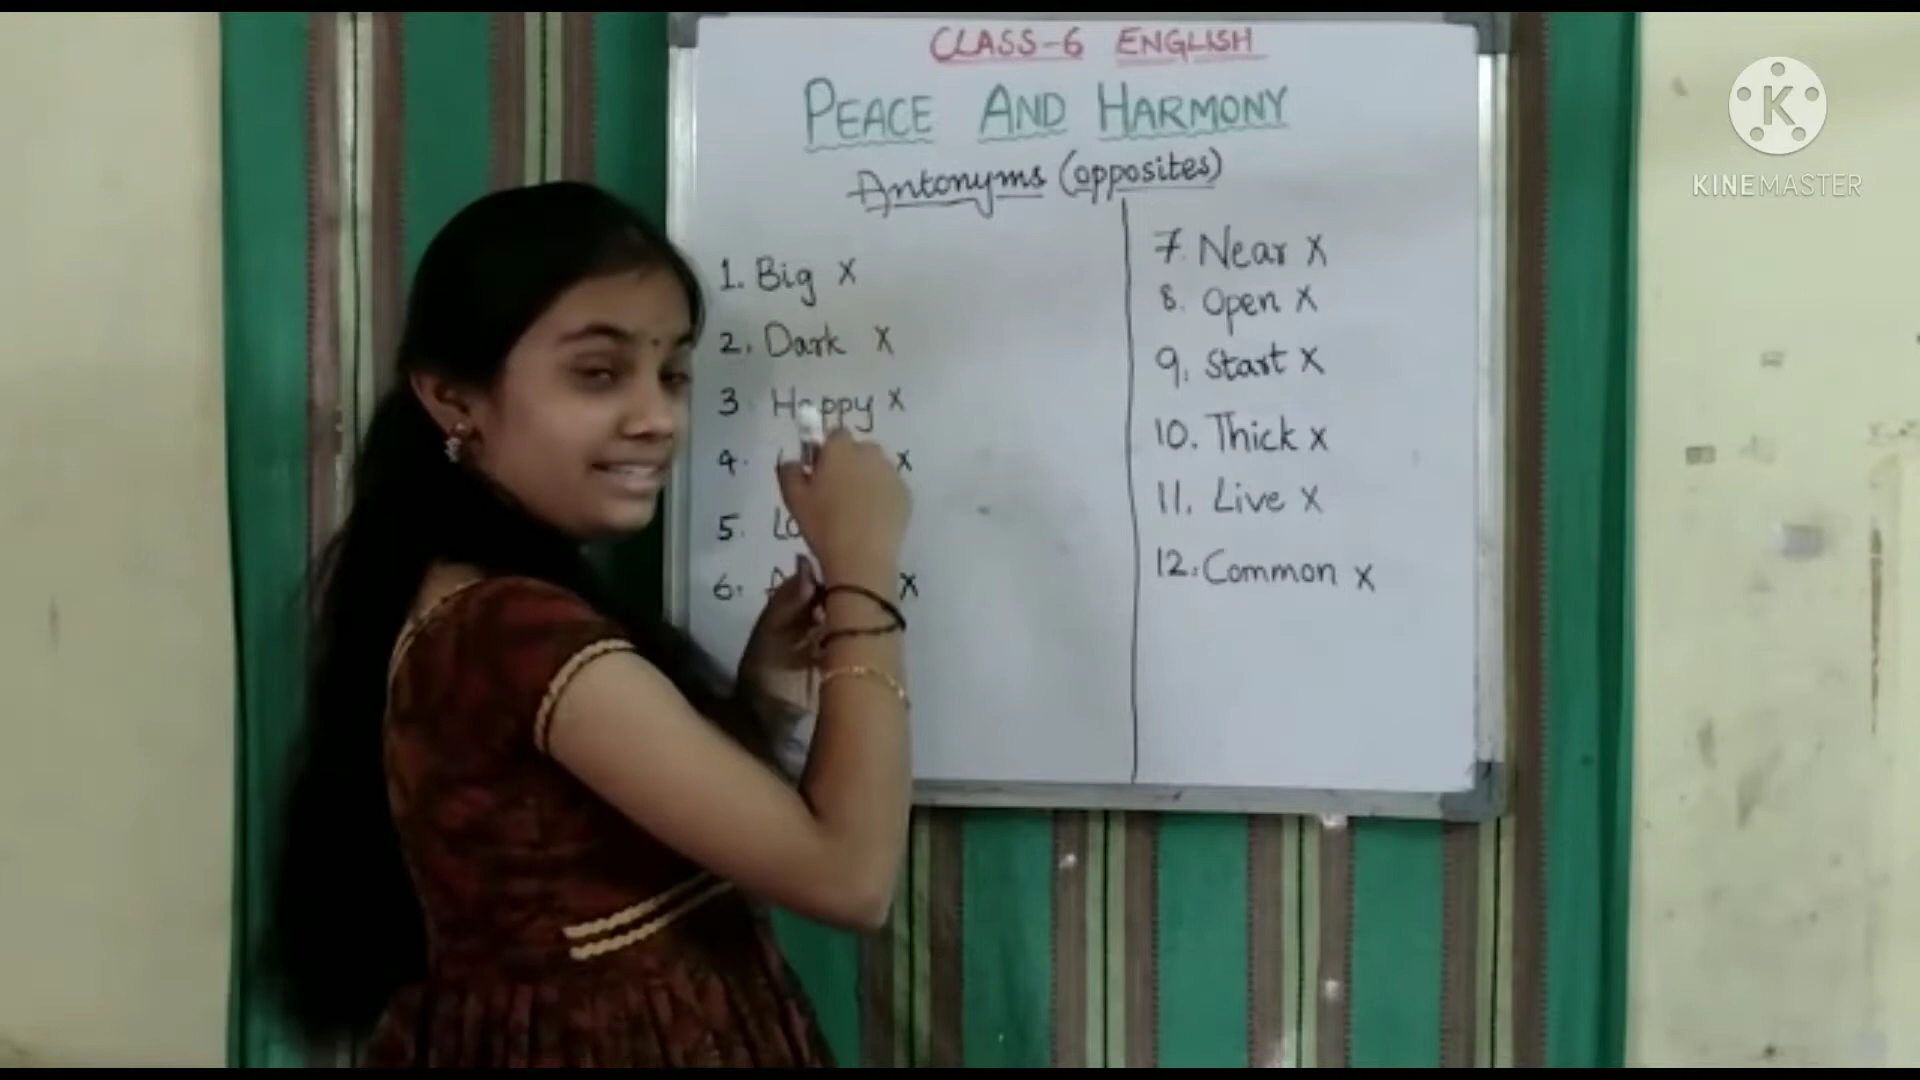 CLASS-6 ENGLISH
PEACE AND HARMONY
Antonyms (opposites)
1. Big x
2. Dark x
3. Happy x
4. x
5.
6. x
7. Near x
8. Open x
9. Start x
10. Thick x
11. Live x
12. Common x
KINEMASTER